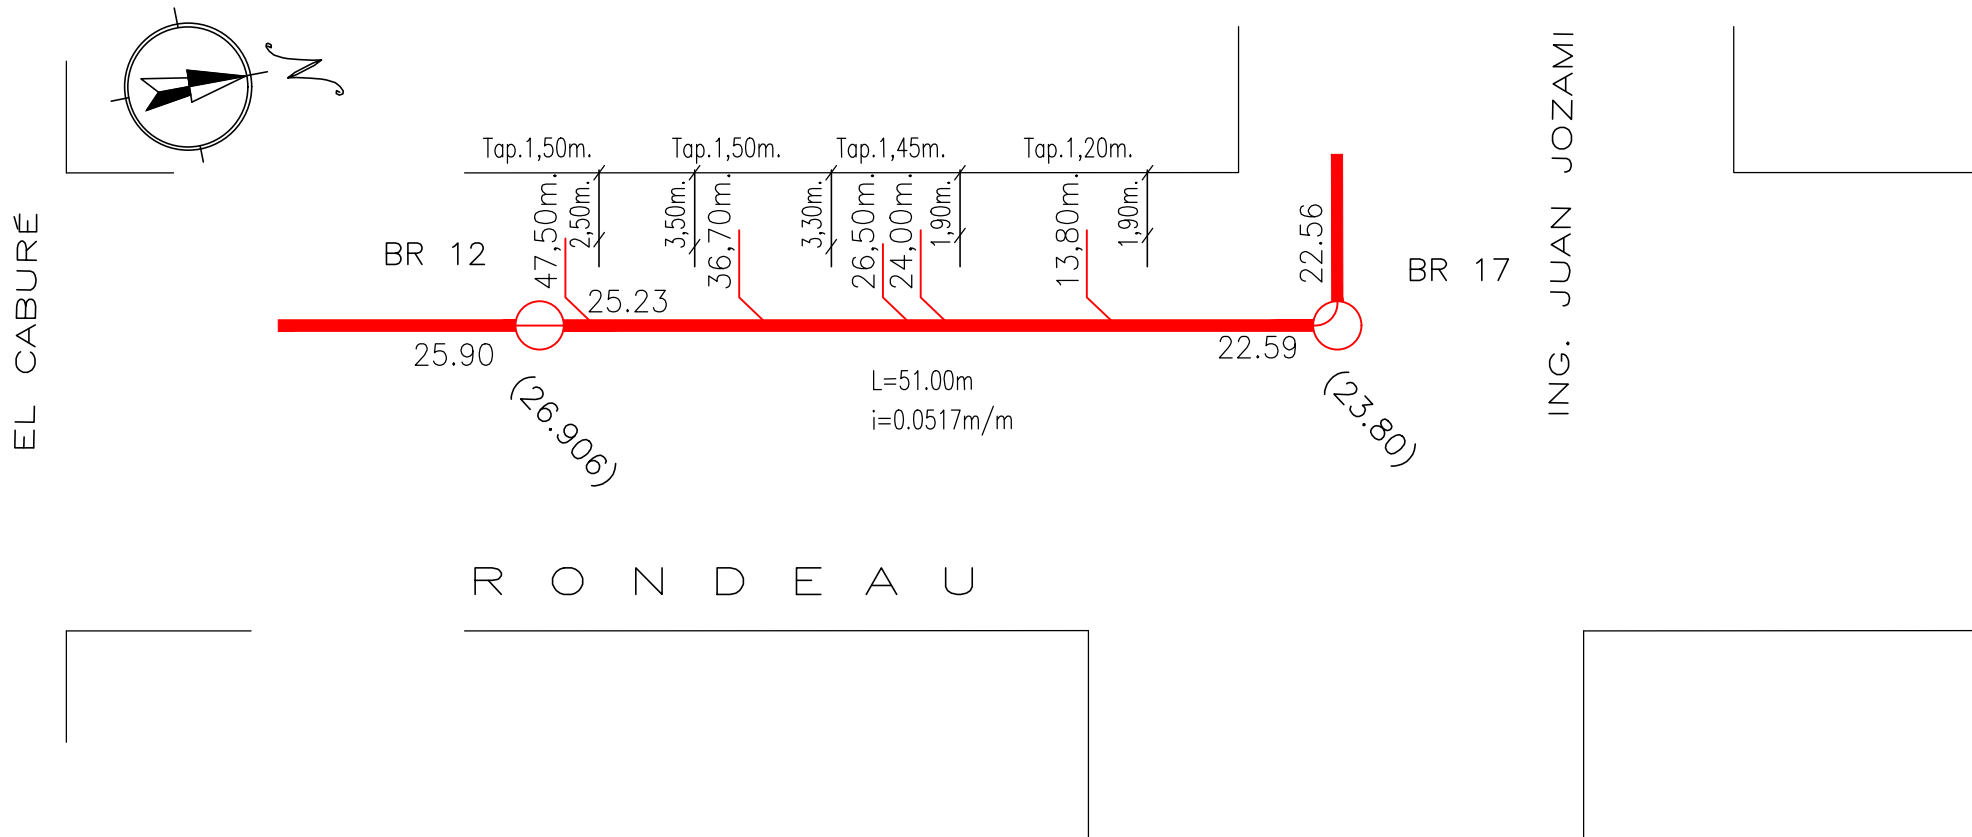 N
Tap.1,50m.
Tap.1,50m.
Tap.1,45m.
Tap.1,20m.
47,50m.
2,50m.
3,50m.
36,70m.
3,30m.
26,50m.
24,00m.
1,90m.
13,80m.
1,90m.
22.56
BR 12
BR 17
EL CABURÉ
ING. JUAN JOZAMI
25.23
25.90
22.59
(26.906)
(23.80)
L=51.00m
i=0.0517m/m
RONDEAU